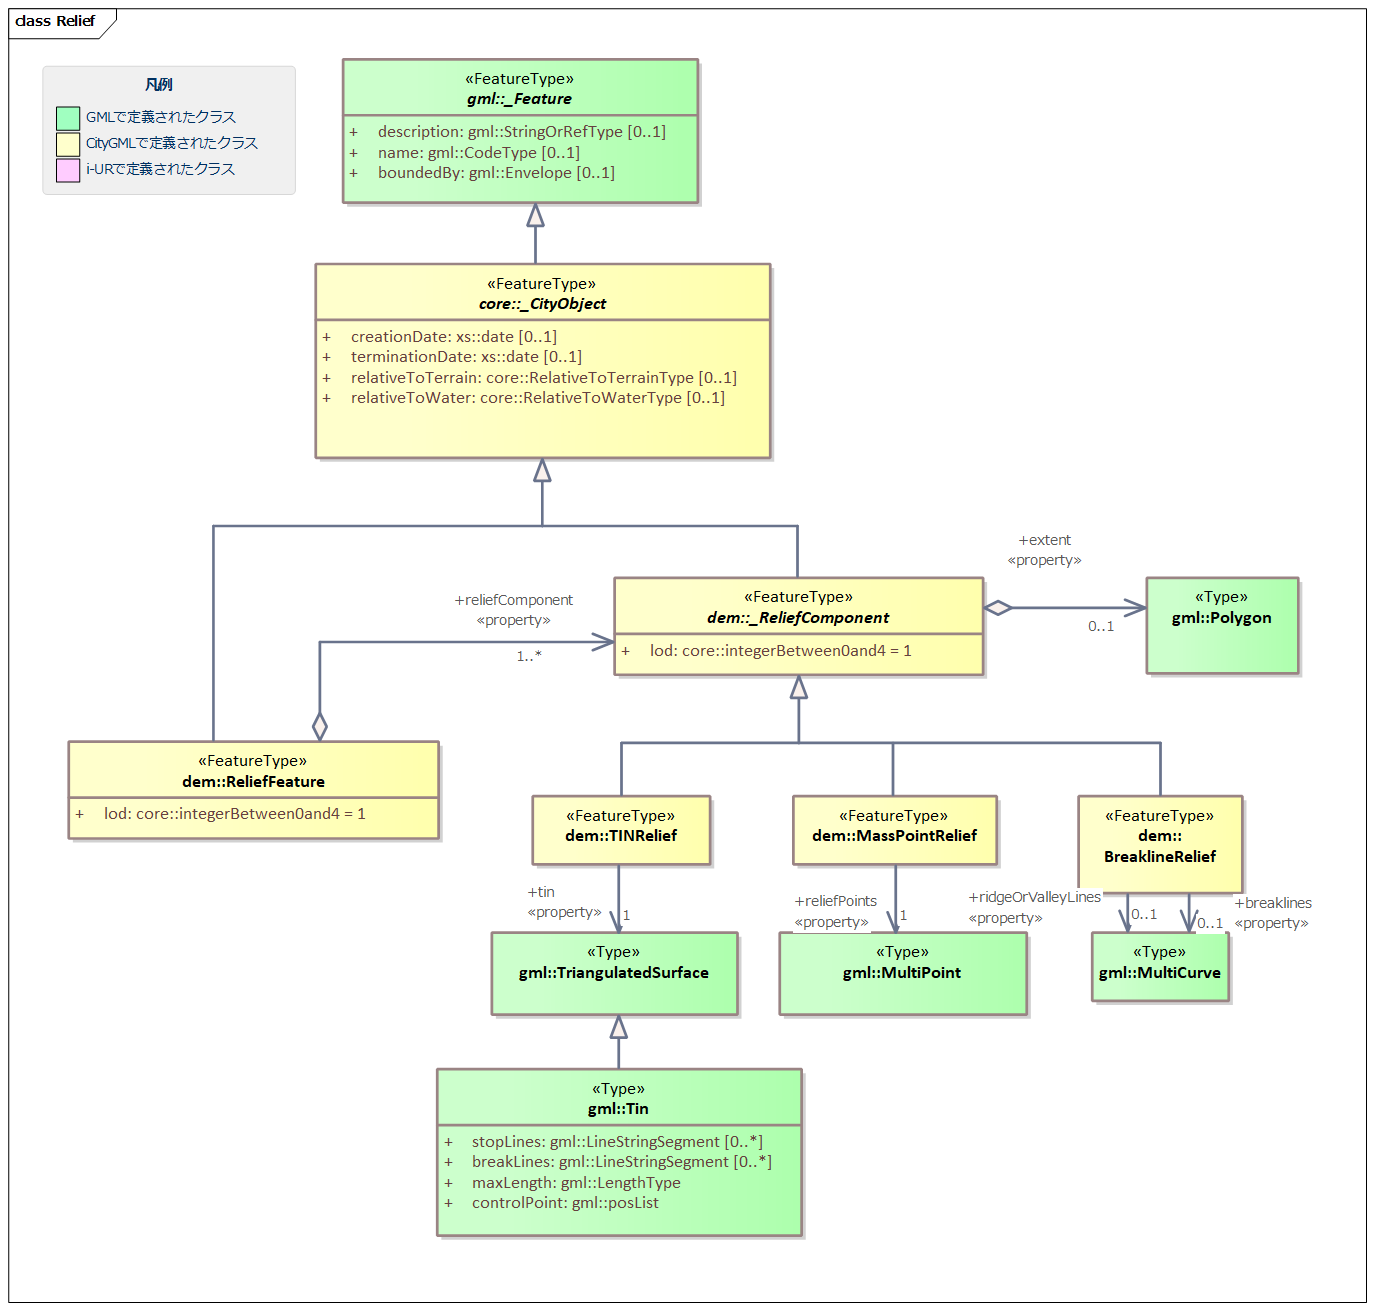 class Relief
凡例
GMLで定義されたクラス
CityGMLで定義されたクラス
i-URで定義されたクラス
«FeatureType»
gml::_Feature
+ description: gml::StringOrRefType [0..1]
+ name: gml::CodeType [0..1]
+ boundedBy: gml::Envelope [0..1]
«FeatureType»
core::_CityObject
+ creationDate: xs::date [0..1]
+ terminationDate: xs::date [0..1]
+ relativeToTerrain: core::RelativeToTerrainType [0..1]
+ relativeToWater: core::RelativeToWaterType [0..1]
+extent
«property»
0..1
+reliefComponent
«property»
1..*
«FeatureType»
dem::_ReliefComponent
+ lod: core::integerBetween0and4 = 1
«Type»
gml::Polygon
«FeatureType»
dem::ReliefFeature
+ lod: core::integerBetween0and4 = 1
«FeatureType»
dem::TINRelief
«FeatureType»
dem::MassPointRelief
«FeatureType»
dem::
BreaklineRelief
+tin
«property»
1
+reliefPoints
«property»
1
+ridgeOrValleyLines
«property»
0..1
+breaklines
«property»
0..1
«Type»
gml::TriangulatedSurface
«Type»
gml::MultiPoint
«Type»
gml::MultiCurve
«Type»
gml::Tin
+ stopLines: gml::LineStringSegment [0..*]
+ breakLines: gml::LineStringSegment [0..*]
+ maxLength: gml::LengthType
+ controlPoint: gml::posList